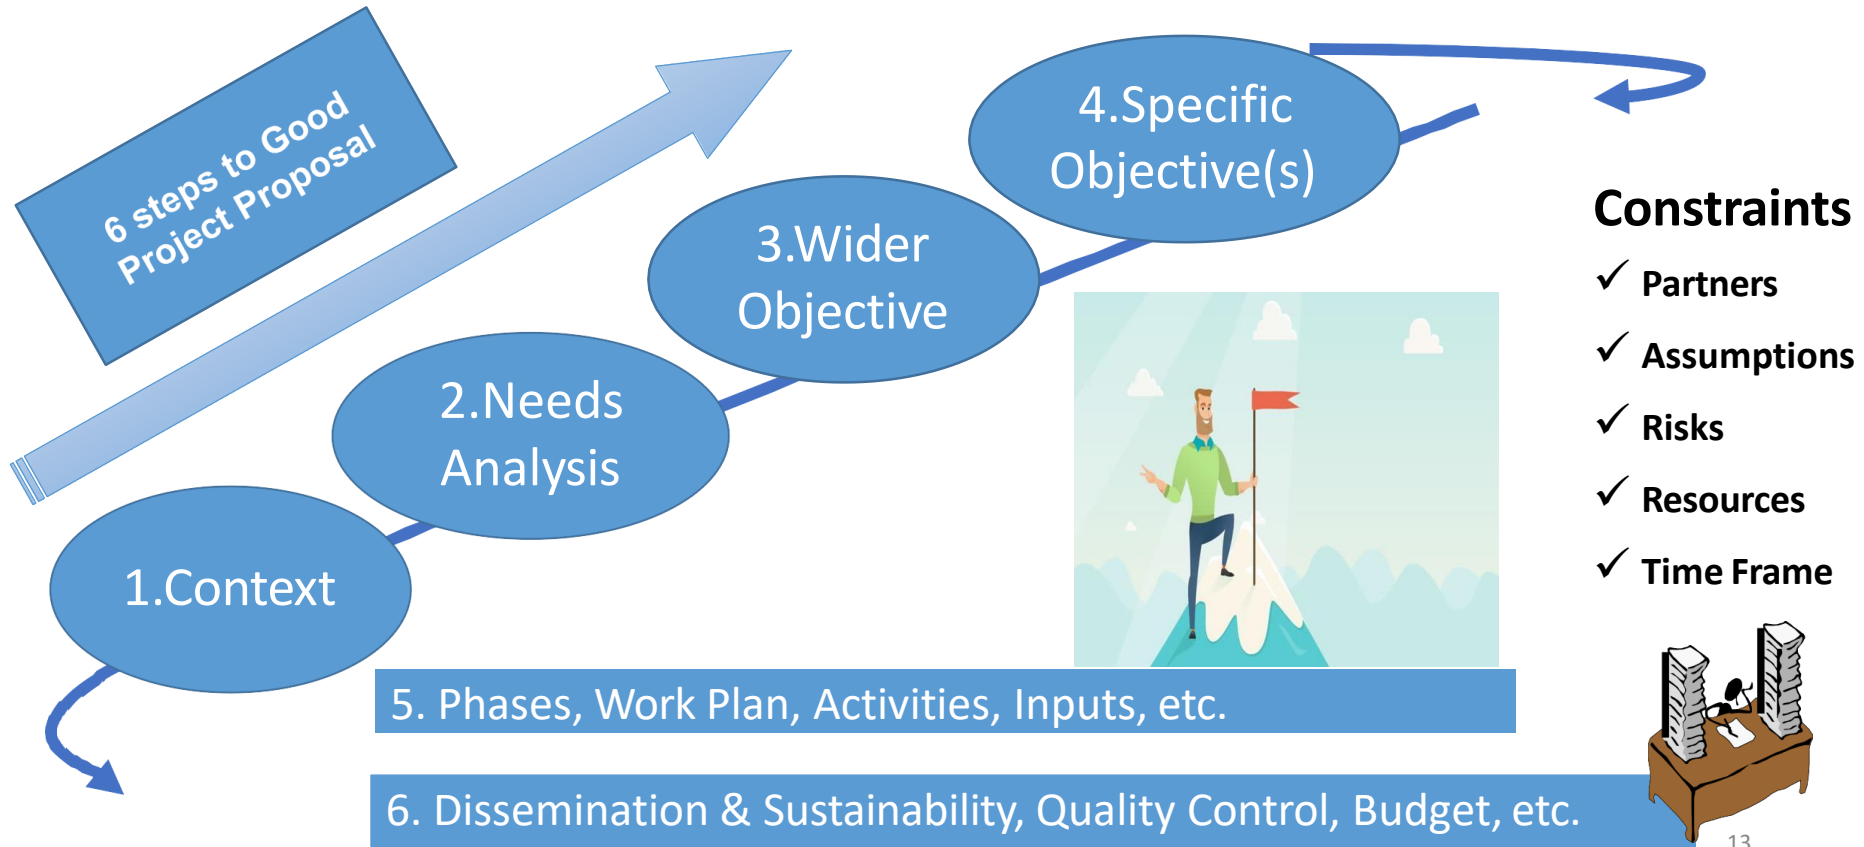 6 steps to Good
Project Proposal
1.Context
2.Needs
Analysis
3.Wider
Objective
4.Specific
Objective(s)
Constraints
✓ Partners
✓ Assumptions
✓ Risks
✓ Resources
✓ Time Frame
5. Phases, Work Plan, Activities, Inputs, etc.
6. Dissemination & Sustainability, Quality Control, Budget, etc.
13